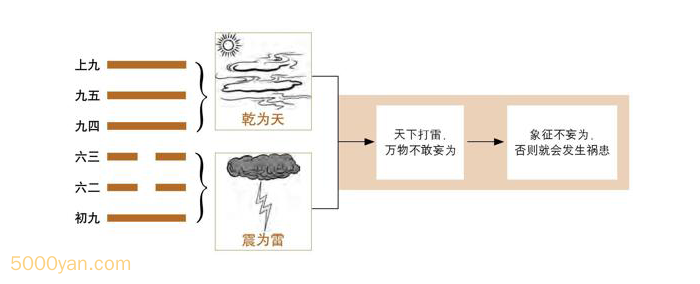 上九
九五
九四
六三
六二
初九
乾为天
震为雷
天下打雷,
万物不敢妄为
象征不妄为,
否则就会发生祸患
5000yan.com